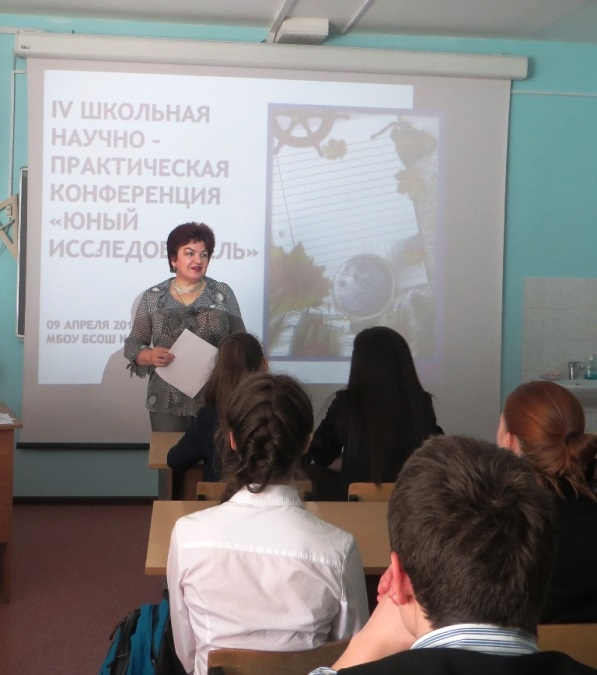 IV ШКОЛЬНАЯ
НАУЧНО -
ПРАКТИЧЕСКАЯ
КОНФЕРЕНЦИЯ
«ЮНЫЙ
09 АПРЕЛЯ
МБОУ БСОШ